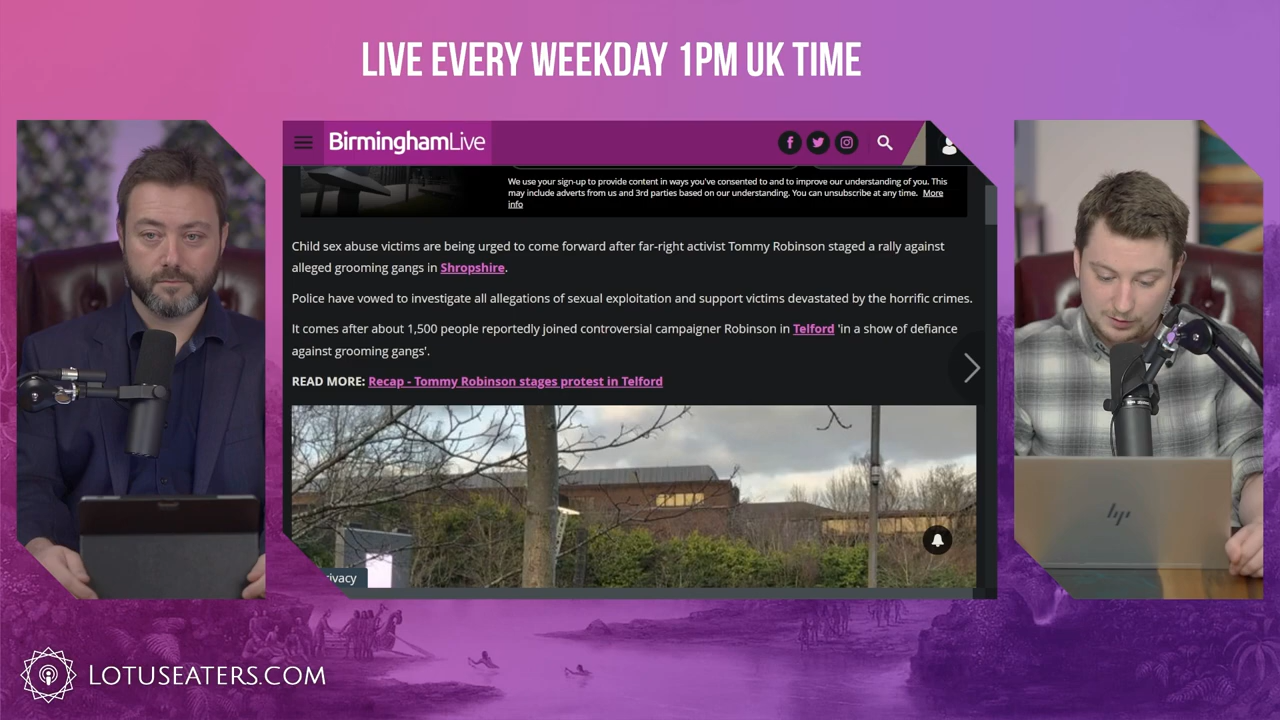 LIVE EVERY WEEKDAY 1PM UK TIME
BirminghamLive
We use your sign-up to provide content in ways you've consented to and to improve our understanding of you. This
may include adverts from us and 3rd parties based on our understanding. You can unsubscribe at any time. More
info
Child sex abuse victims are being urged to come forward after far-right activist Tommy Robinson staged a rally against
alleged grooming gangs in Shropshire.
Police have vowed to investigate all allegations of sexual exploitation and support victims devastated by the horrific crimes.
It comes after about 1,500 people reportedly joined controversial campaigner Robinson in Telford 'in a show of defiance
against grooming gangs'.
READ MORE: Recap - Tommy Robinson stages protest in Telford
rivacy
hp
LOTUSEATERS.COM